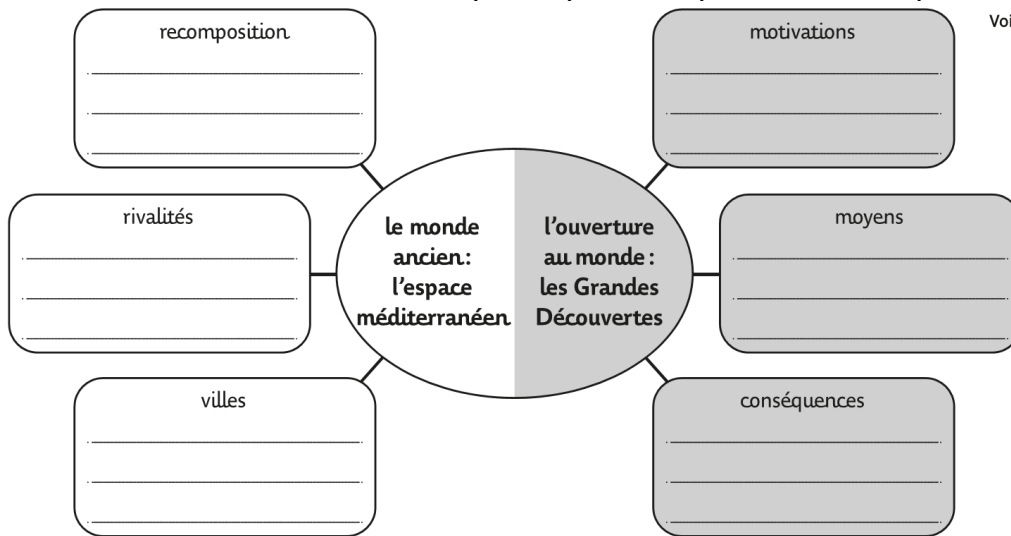 recomposition
motivations
Voi
rivalités
le monde
ancien :
l'espace
méditerranéen
l'ouverture
au monde :
les Grandes
Découvertes
moyens
villes
conséquences